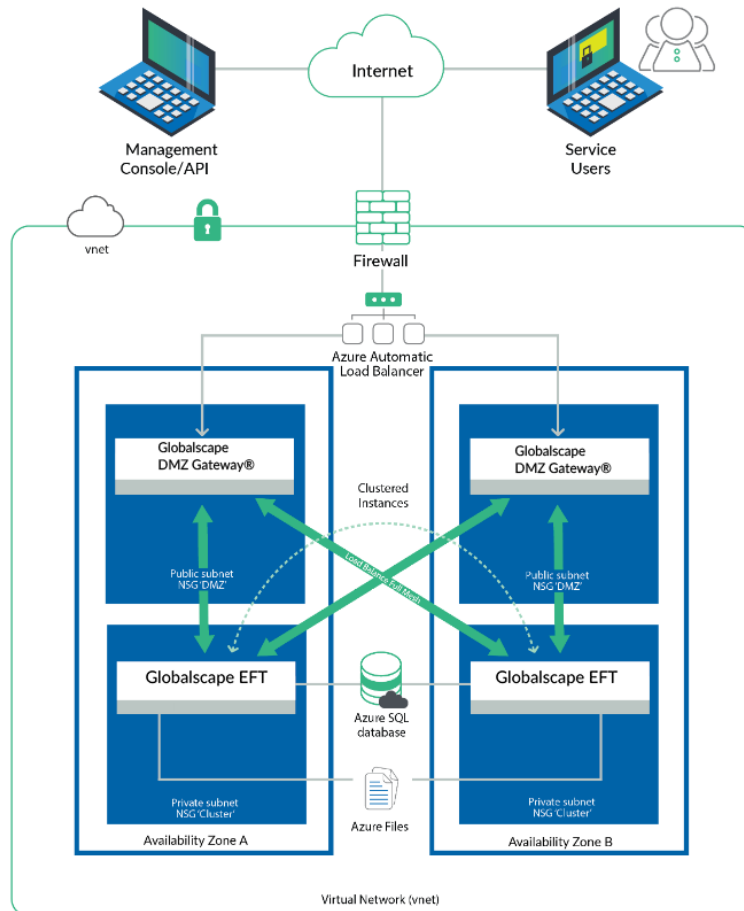 Internet
Management
Console/API
Service
Users
vnet
Firewall
Azure Automatic
Load Balancer
Globalscape
DMZ Gateway®
Globalscape
DMZ Gateway®
Clustered
Instances
Load Balance Full Mesh
Public subnet
NSG 'DMZ'
Public subnet
NSG 'DMZ'
Globalscape EFT
Globalscape EFT
Azure SQL
database
Private subnet
NSG 'Cluster'
Azure Files
Private subnet
NSG 'Cluster'
Availability Zone A
Availability Zone B
Virtual Network (vnet)